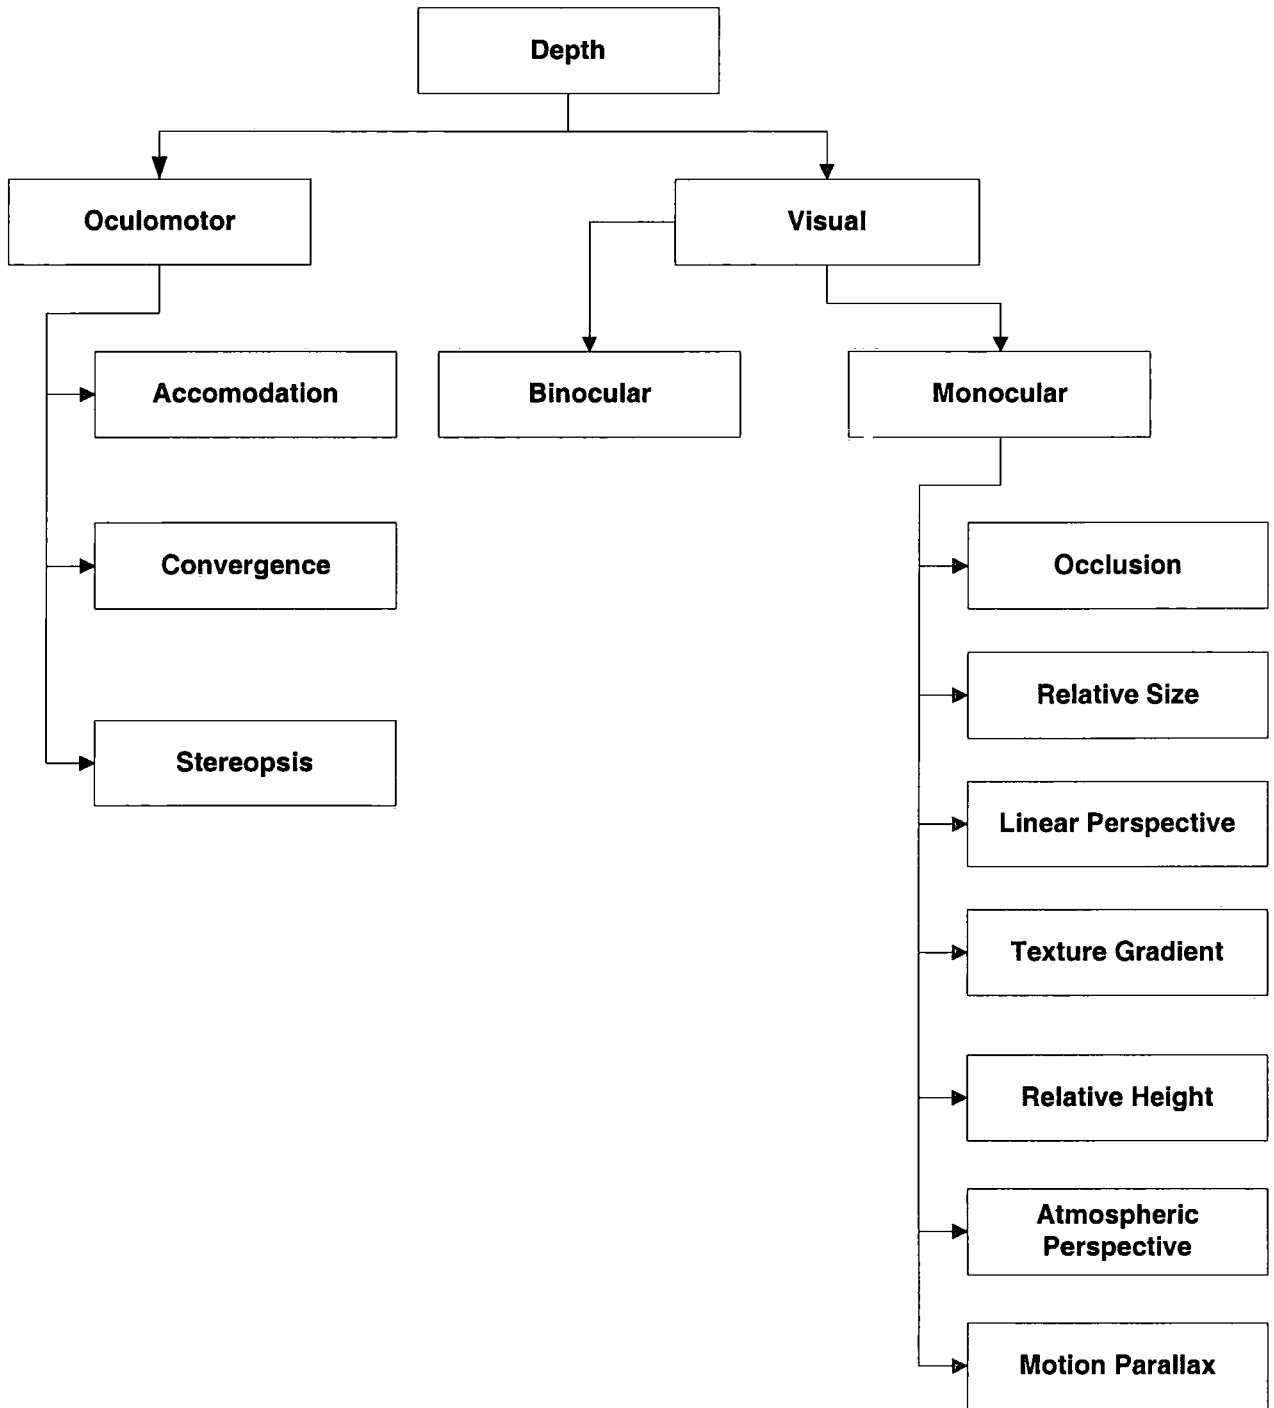 Depth
Oculomotor
Visual
Accomodation
Binocular
Monocular
Convergence
Occlusion
Relative Size
Stereopsis
Linear Perspective
Texture Gradient
Relative Height
Atmospheric
Perspective
Motion Parallax